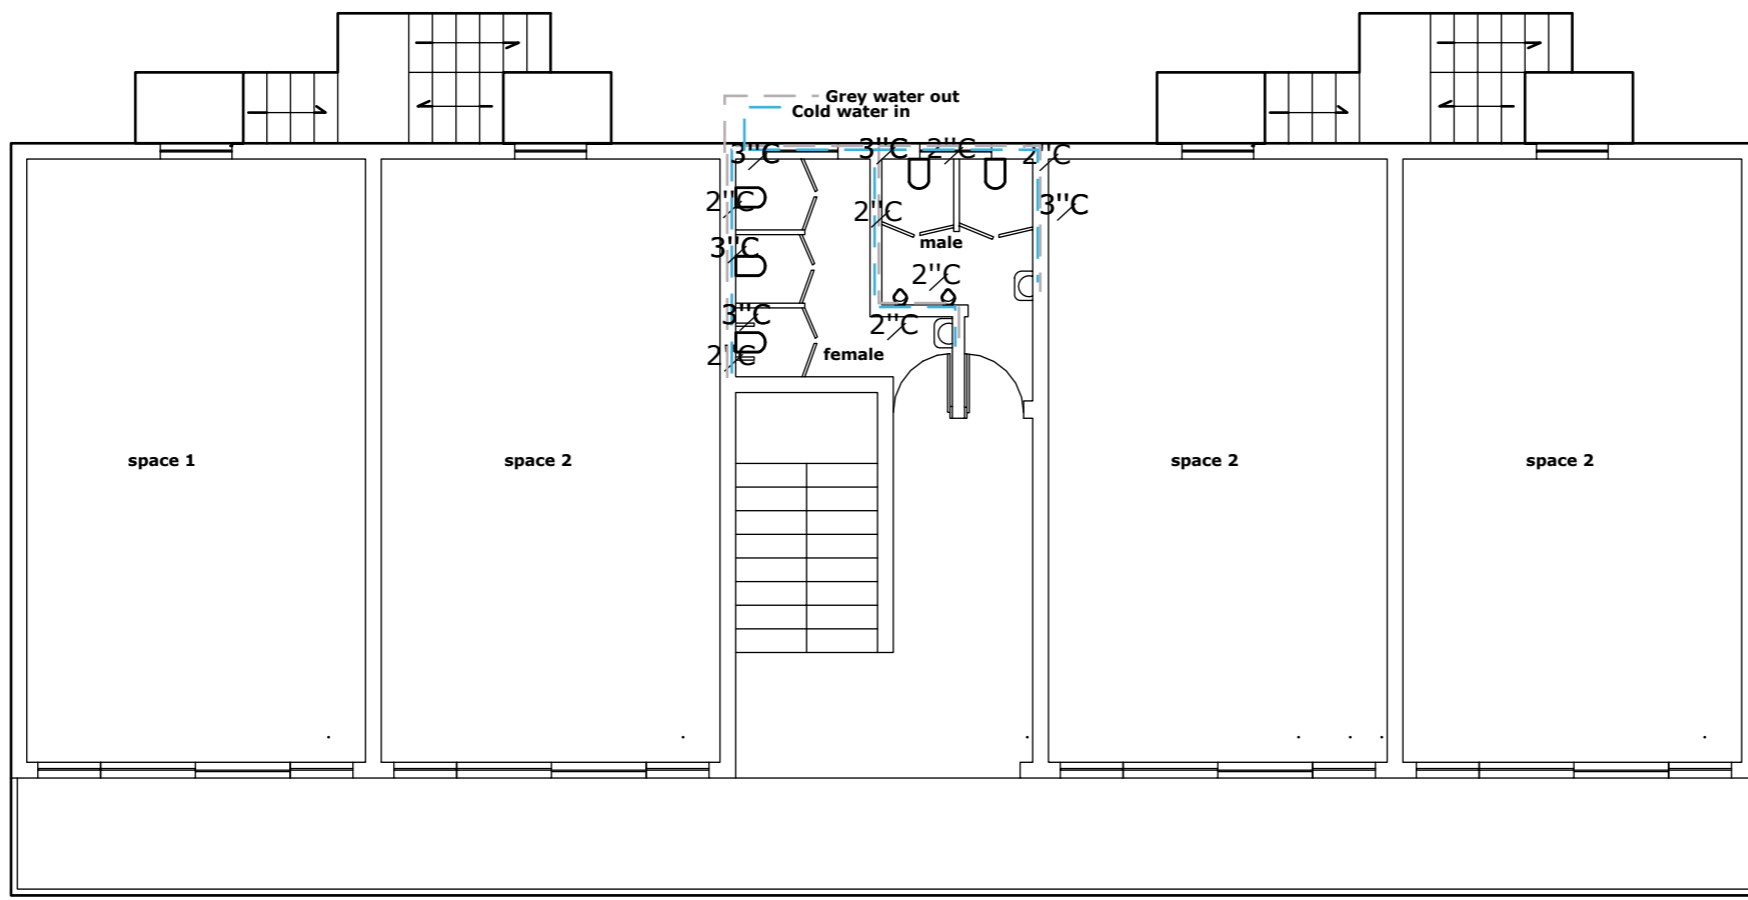 Grey water out
Cold water in
3"C
3"C
2"C
2"C
2"C
2"C
3"C
male
3"C
2"C
3"C
2"C
female
2"C
space 1
space 2
space 2
space 2